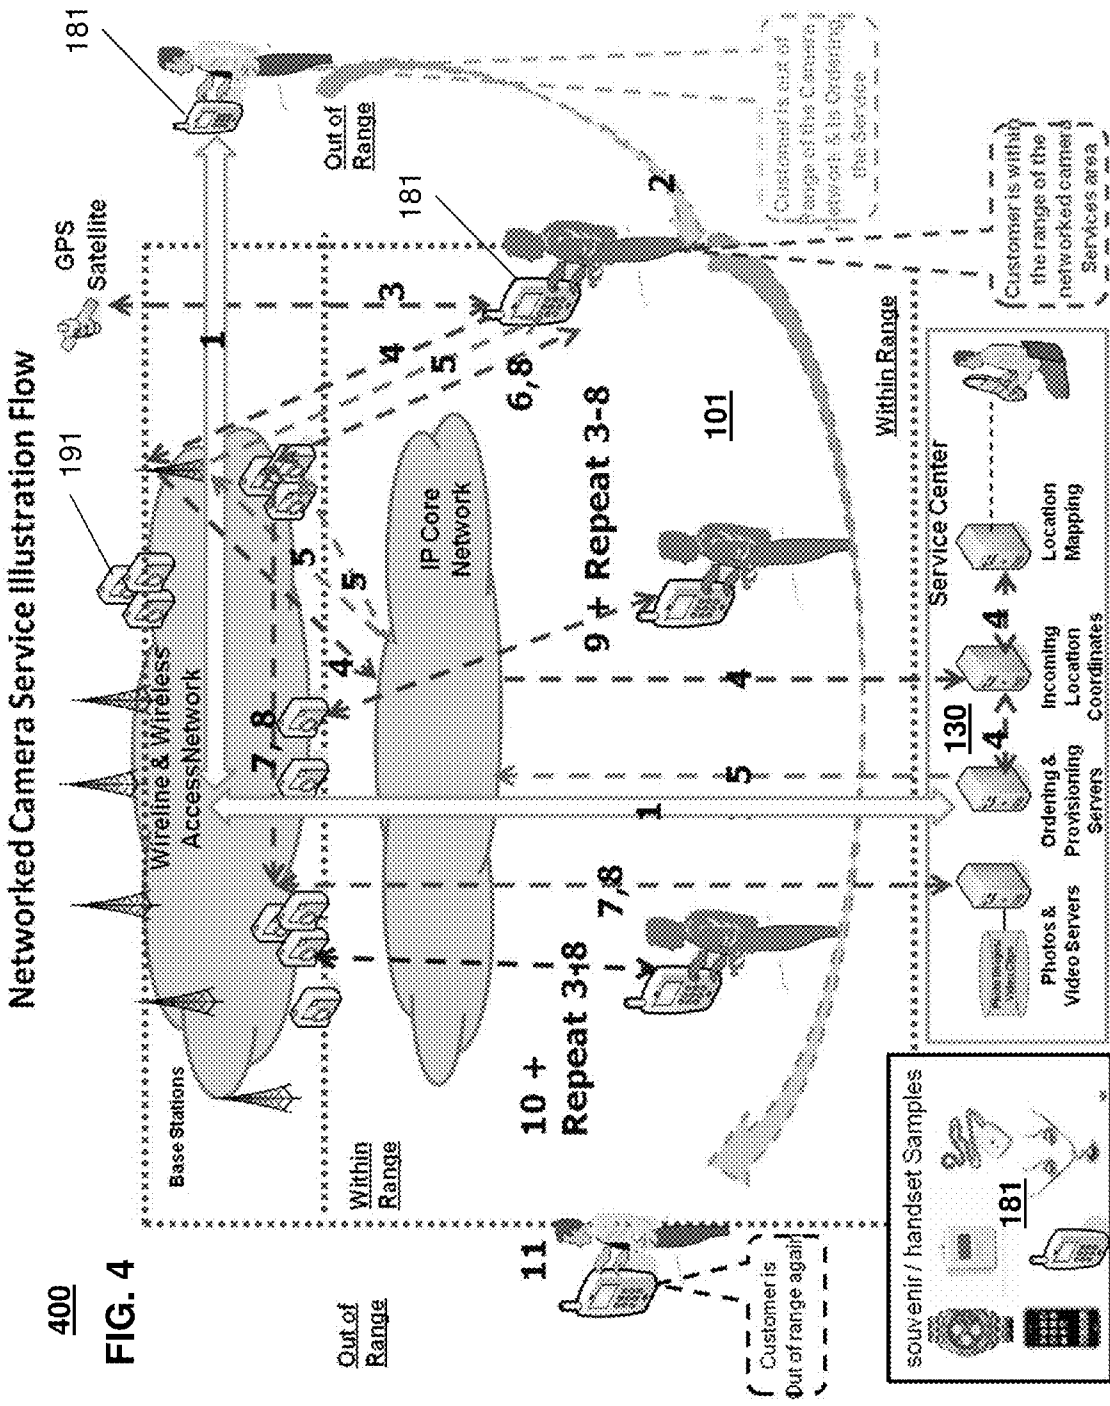 Networked Camera Service Illustration Flow
400
FIG. 4
191
GPS
Satellite
181
Out of
Range
181
Base Stations
Wireline & Wireless
AccessNetwork
IP Core
Network
Within
Range
Out of
Range
1
2
3
4
5
6,8
5
5
4
7,8
4
5
1
7,8
9 + Repeat 3-8
10 +
Repeat 3-8
11
101
Within Range
Customer is out of
Range of the Camera
Network & is Ordering
the Service
Customer is within
the range of the
networked camera
Services area
Customer is
Out of range again
Service Center
130
4
4
Photos &
Video Servers
Ordering &
Provisioning
Servers
Incoming
Location
Coordinates
Location
Mapping
souvenir / handset Samples
181